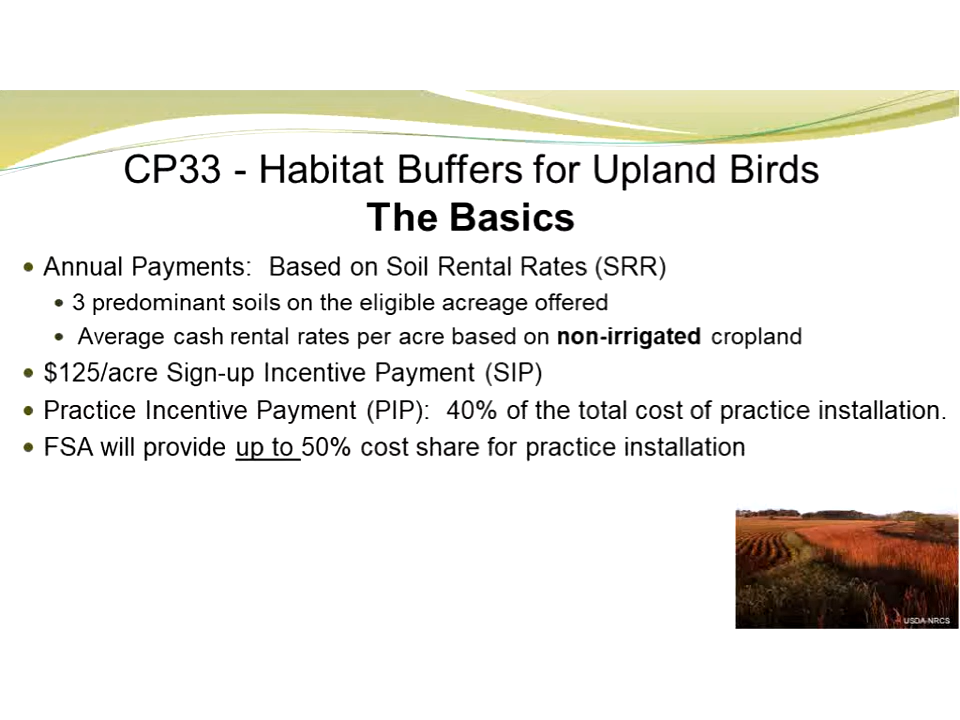 CP33 - Habitat Buffers for Upland Birds
The Basics
• Annual Payments:  Based on Soil Rental Rates (SRR)
• 3 predominant soils on the eligible acreage offered
• Average cash rental rates per acre based on non-irrigated cropland
• $125/acre Sign-up Incentive Payment (SIP)
• Practice Incentive Payment (PIP):  40% of the total cost of practice installation.
• FSA will provide up to 50% cost share for practice installation
USDA-NRCS